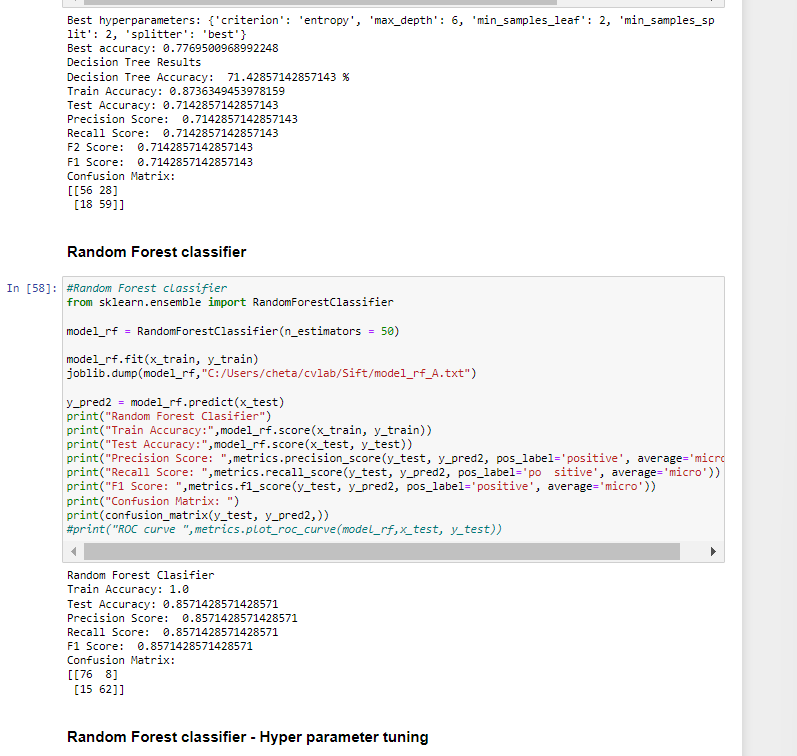 Best hyperparameters: {'criterion': 'entropy', 'max_depth': 6, 'min_samples_leaf': 2, 'min_samples_sp
lit': 2, 'splitter': 'best'}
Best accuracy: 0.7769500968992248
Decision Tree Results
Decision Tree Accuracy:  71.42857142857143 %
Train Accuracy: 0.8736349453978159
Test Accuracy: 0.7142857142857143
Precision Score:  0.7142857142857143
Recall Score:  0.7142857142857143
F2 Score:  0.7142857142857143
F1 Score:  0.7142857142857143
Confusion Matrix:
[[56 28]
 [18 59]]
Random Forest classifier
In [58]:
#Random Forest classifier
from sklearn.ensemble import RandomForestClassifier
model_rf = RandomForestClassifier(n_estimators = 50)
model_rf.fit(x_train, y_train)
joblib.dump(model_rf,"C:/Users/cheta/cvlab/Sift/model_rf_A.txt")
y_pred2 = model_rf.predict(x_test)
print("Random Forest Clasifier")
print("Train Accuracy:",model_rf.score(x_train, y_train))
print("Test Accuracy:",model_rf.score(x_test, y_test))
print("Precision Score: ",metrics.precision_score(y_test, y_pred2, pos_label='positive', average='micro
print("Recall Score: ",metrics.recall_score(y_test, y_pred2, pos_label='po  sitive', average='micro'))
print("F1 Score: ",metrics.f1_score(y_test, y_pred2, pos_label='positive', average='micro'))
print("Confusion Matrix: ")
print(confusion_matrix(y_test, y_pred2,))
#print("ROC curve ",metrics.plot_roc_curve(model_rf,x_test, y_test))
Random Forest Clasifier
Train Accuracy: 1.0
Test Accuracy: 0.8571428571428571
Precision Score:  0.8571428571428571
Recall Score:  0.8571428571428571
F1 Score:  0.8571428571428571
Confusion Matrix:
[[76  8]
 [15 62]]
Random Forest classifier - Hyper parameter tuning